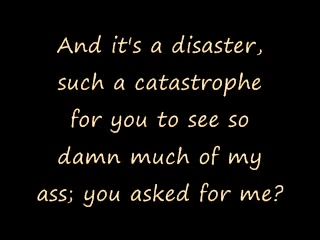 And it's a disaster,
such a catastrophe
for you to see so
damn much of my
ass; you asked for me?